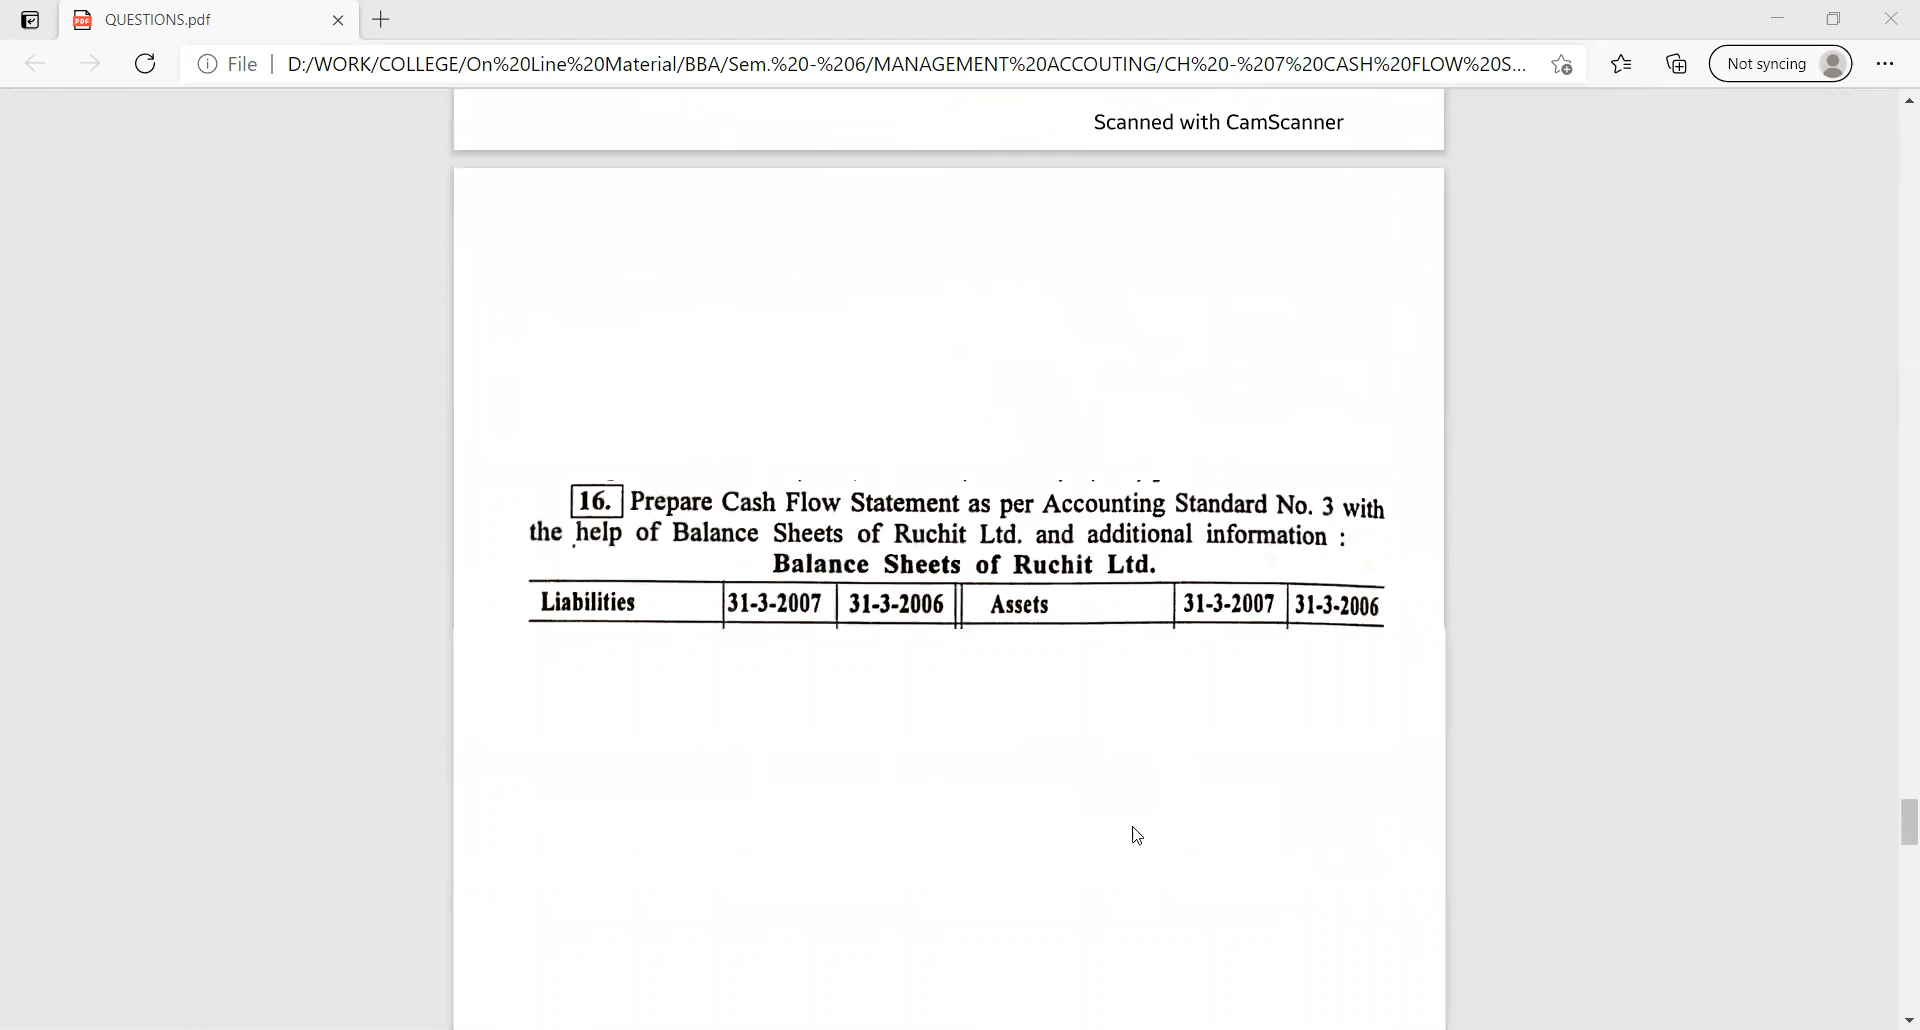 QUESTIONS.pdf
File
D:/WORK/COLLEGE/On%20Line%20Material/BBA/Sem.%20-%206/MANAGEMENT%20ACCOUTING/CH%20-%207%20CASH%20FLOW%20S...
Not syncing
Scanned with CamScanner
16. Prepare Cash Flow Statement as per Accounting Standard No. 3 with
the help of Balance Sheets of Ruchit Ltd. and additional information :
Balance Sheets of Ruchit Ltd.
Liabilities 31-3-2007 31-3-2006 Assets 31-3-2007 31-3-2006